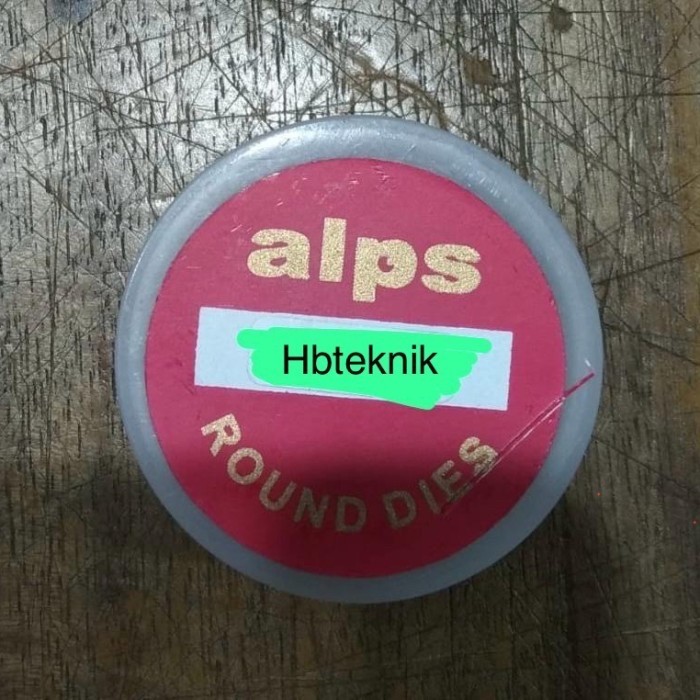 alps
Hbteknik
ROUND DIES